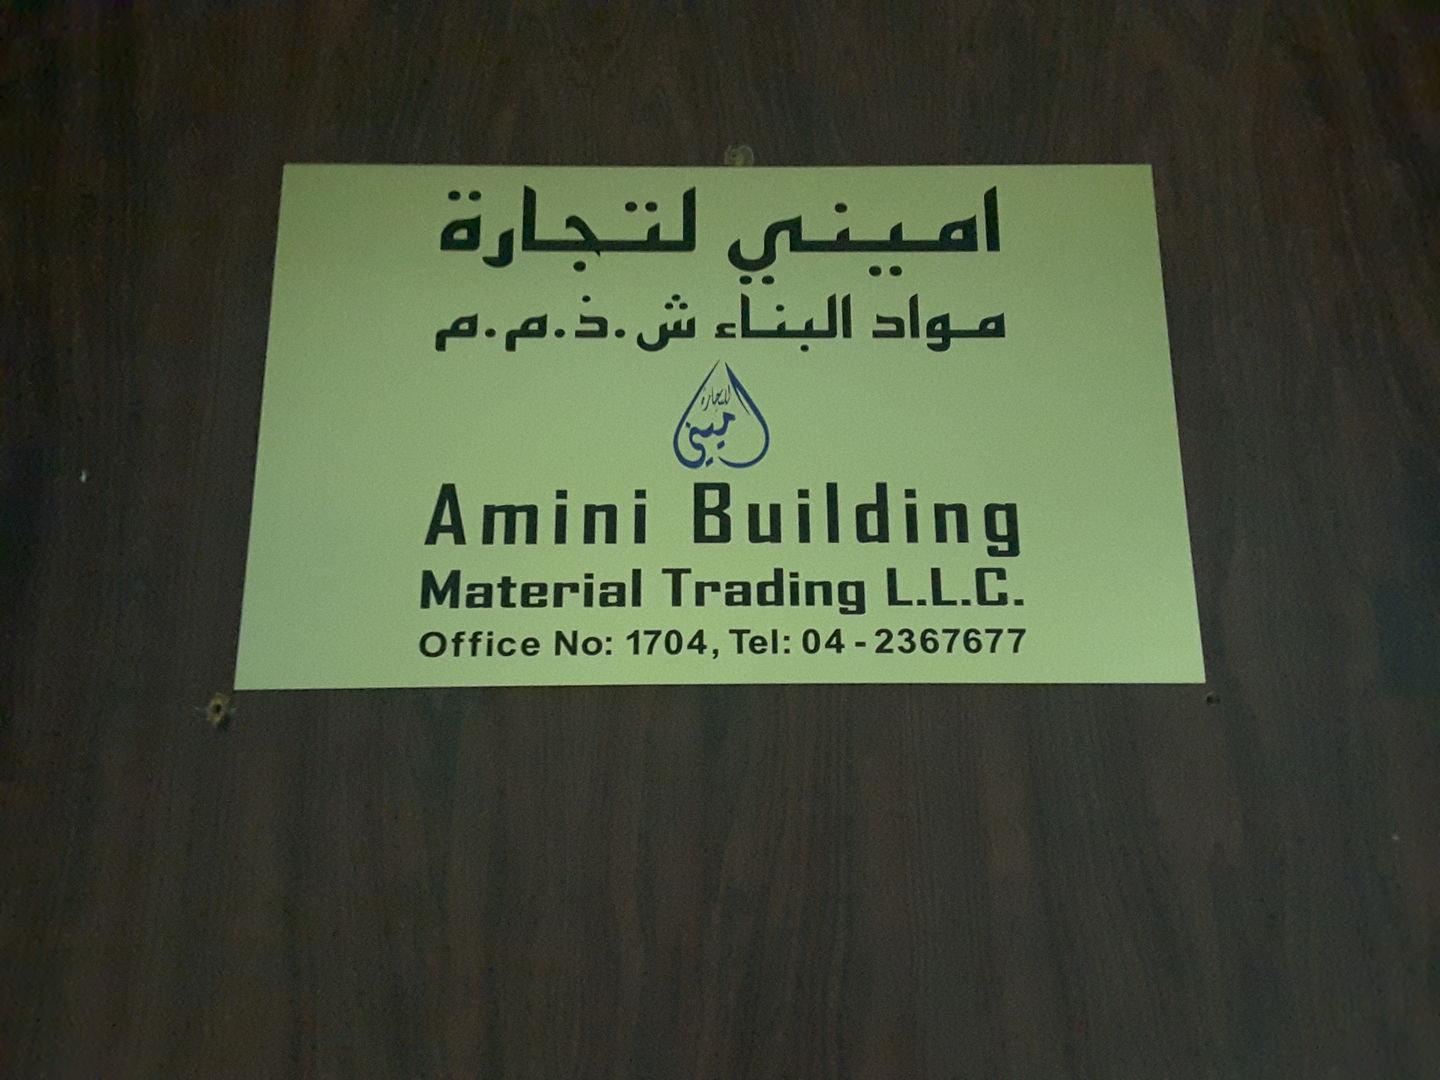 اميني لتجارة
مواد البناء ش.ذ.م.م
Amini Building
Material Trading L.L.C.
Office No: 1704, Tel: 04 - 2367677